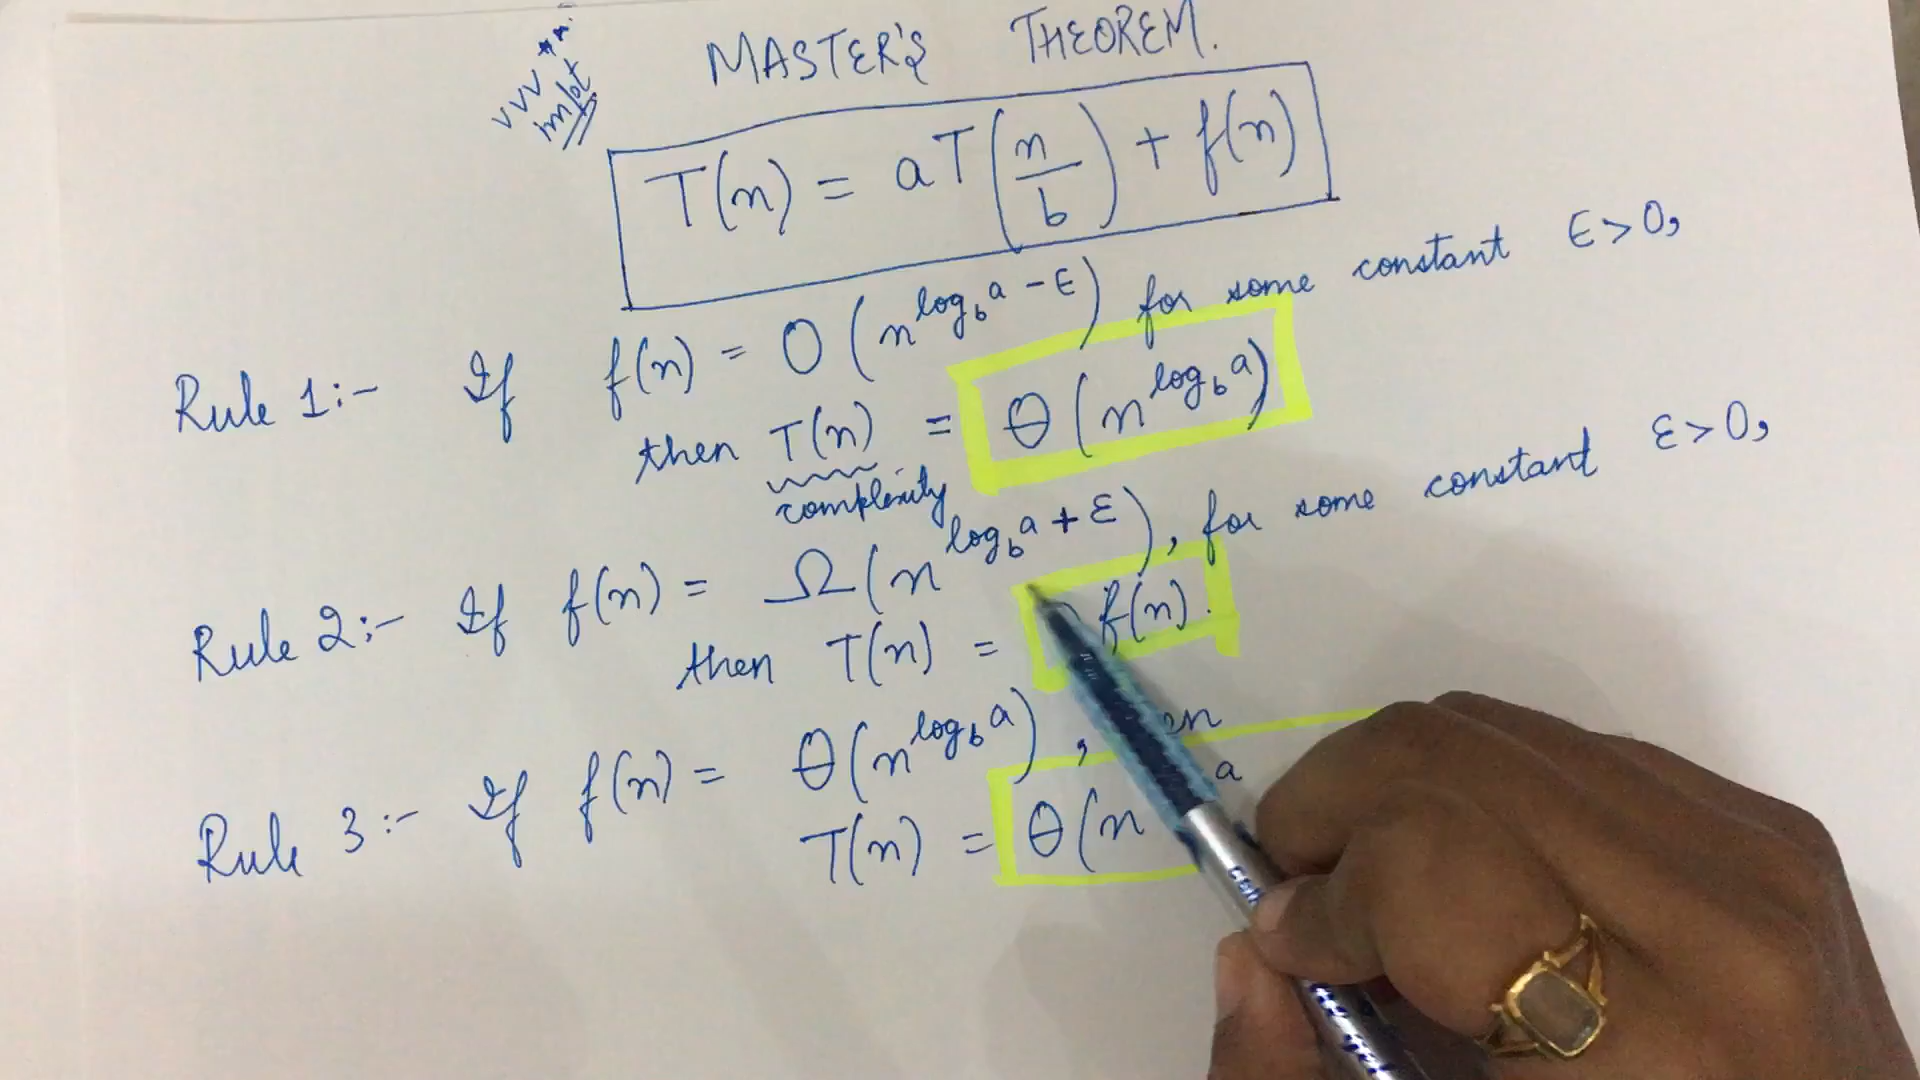 VVV **.
impt
MASTER'S THEOREM.
T(n) = aT(n/b) + f(n)
Rule 1:- If f(n) = O(n^log_b a - ε) for some constant ε>0,
then T(n) = θ(n^log_b a)
complexity
Rule 2:- If f(n) = Ω(n^log_b a + ε), for some constant ε>0,
then T(n) = f(n).
Rule 3:- If f(n) = θ(n^log_b a),
T(n) = θ(n a